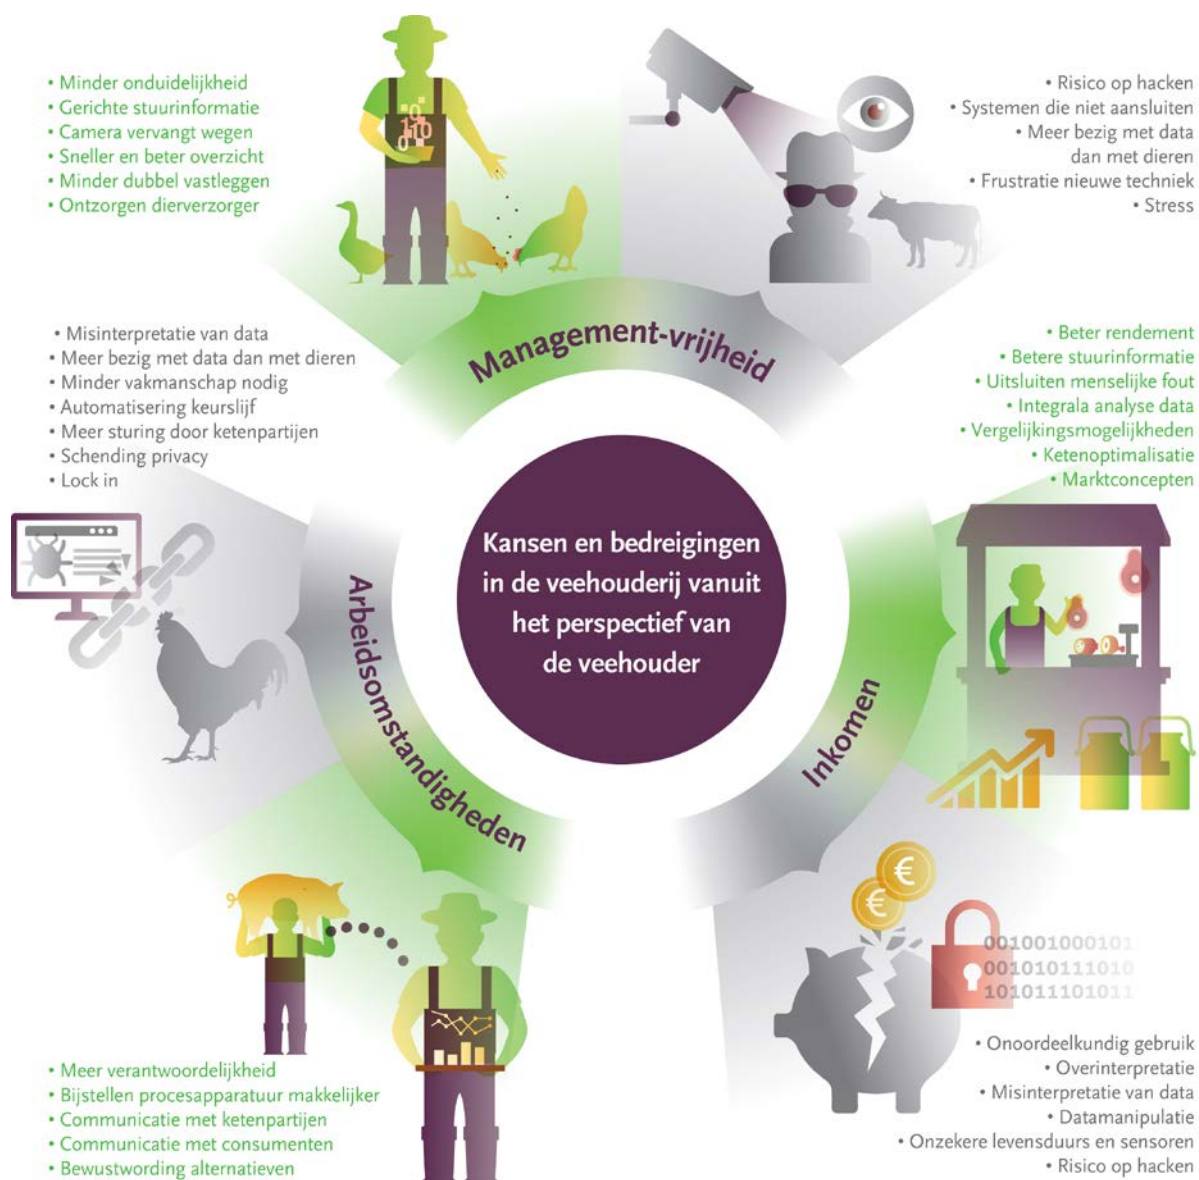 • Minder onduidelijkheid
• Gerichte stuurinformatie
• Camera vervangt wegen
• Sneller en beter overzicht
• Minder dubbel vastleggen
• Ontzorgen dierverzorger
0
110
0
• Risico op hacken
• Systemen die niet aansluiten
• Meer bezig met data
dan met dieren
• Frustratie nieuwe techniek
• Stress
Management-vrijheid
• Misinterpretatie van data
• Meer bezig met data dan met dieren
• Minder vakmanschap nodig
• Automatisering keurslijf
• Meer sturing door ketenpartijen
• Schending privacy
• Lock in
• Beter rendement
• Betere stuurinformatie
• Uitsluiten menselijke fout
• Integrala analyse data
• Vergelijkingsmogelijkheden
• Ketenoptimalisatie
• Marktconcepten
Kansen en bedreigingen
in de veehouderij vanuit
het perspectief van
de veehouder
Arbeidsomstandigheden
Inkomen
€
€
001001000101
001010111010
101011101011
• Meer verantwoordelijkheid
• Bijstellen procesapparatuur makkelijker
• Communicatie met ketenpartijen
• Communicatie met consumenten
• Bewustwording alternatieven
• Onoordeelkundig gebruik
• Overinterpretatie
• Misinterpretatie van data
• Datamanipulatie
• Onzekere levensduurs en sensoren
• Risico op hacken